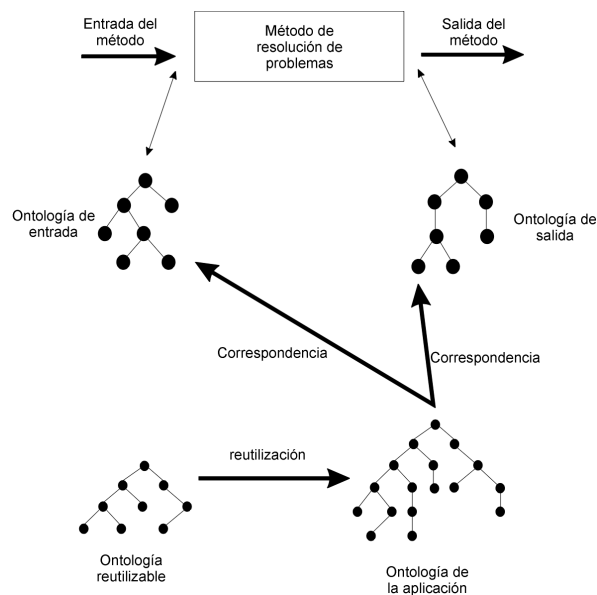 Entrada del
método
Método de
resolución de
problemas
Salida del
método
Ontología de
entrada
Ontología de
salida
Correspondencia
Correspondencia
reutilización
Ontología
reutilizable
Ontología de
la aplicación